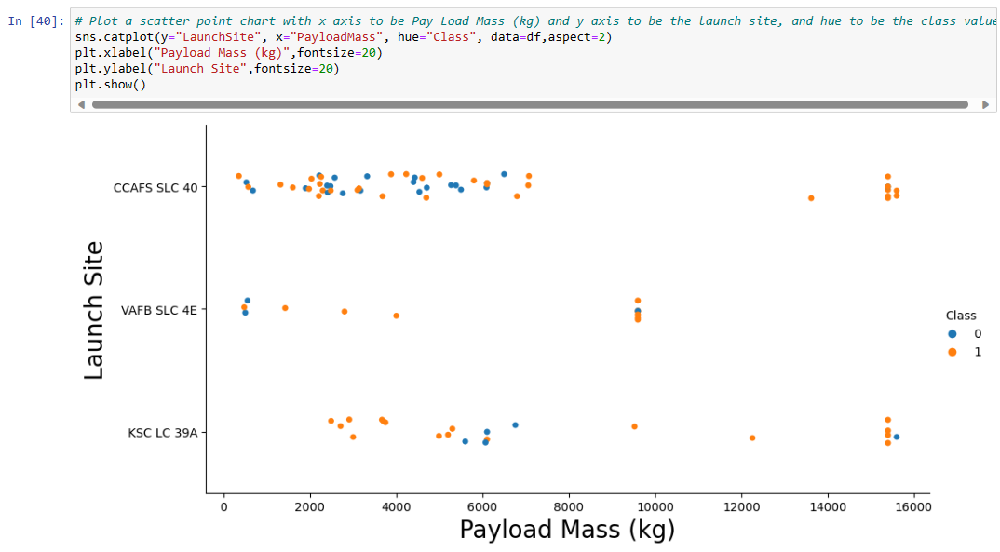 In [40]: # Plot a scatter point chart with x axis to be Pay Load Mass (kg) and y axis to be the launch site, and hue to be the class value
sns.catplot(y="LaunchSite", x="PayloadMass", hue="Class", data=df,aspect=2)
plt.xlabel("Payload Mass (kg)",fontsize=20)
plt.ylabel("Launch Site",fontsize=20)
plt.show()
CCAFS SLC 40
VAFB SLC 4E
KSC LC 39A
Launch Site
Class
0
1
0 2000 4000 6000 8000 10000 12000 14000 16000
Payload Mass (kg)